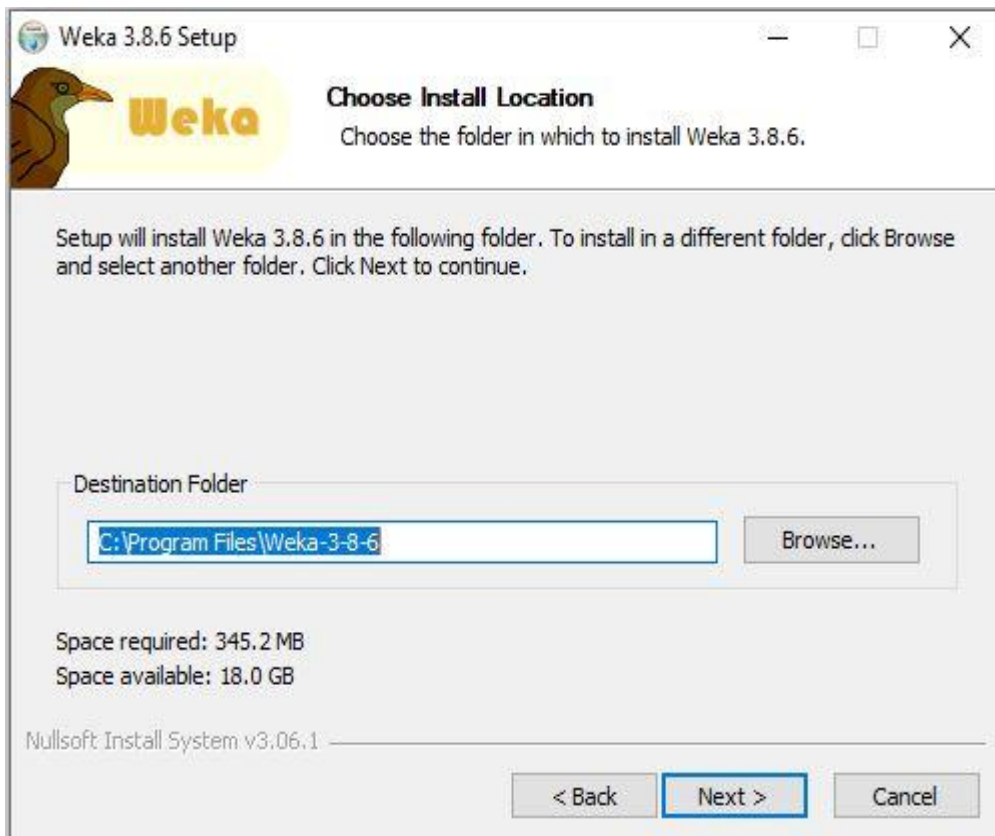 Weka 3.8.6 Setup
Weka
Choose Install Location
Choose the folder in which to install Weka 3.8.6.
Setup will install Weka 3.8.6 in the following folder. To install in a different folder, click Browse
and select another folder. Click Next to continue.
Destination Folder
C:\Program Files\Weka-3-8-6
Browse...
Space required: 345.2 MB
Space available: 18.0 GB
Nullsoft Install System v3.06.1
< Back
Next >
Cancel